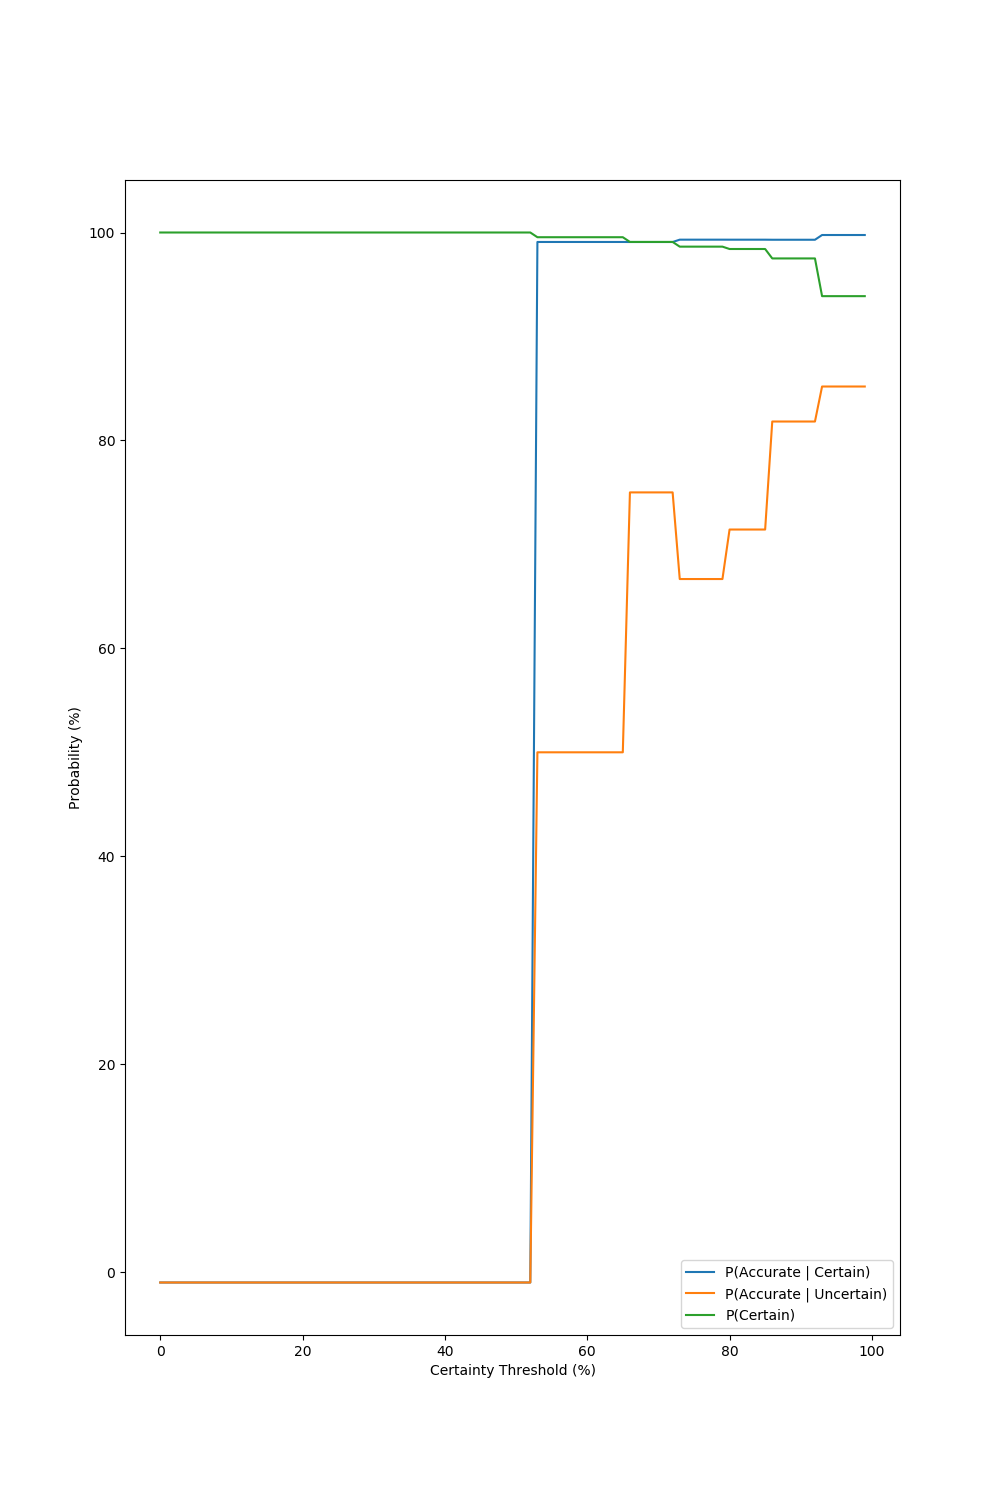 100
80
60
40
20
0
Probability (%)
0 20 40 60 80 100
Certainty Threshold (%)
P(Accurate | Certain)
P(Accurate | Uncertain)
P(Certain)